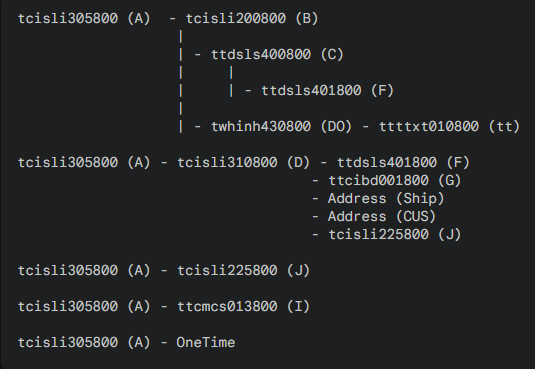 tcisli305800 (A)  - tcisli200800 (B)
|
| - ttdsls400800 (C)
|     |
|     | - ttdsls401800 (F)
|
| - twhinh430800 (DO) - ttttxt010800 (tt)
tcisli305800 (A) - tcisli310800 (D) - ttdsls401800 (F)
- ttcibd001800 (G)
- Address (Ship)
- Address (CUS)
- tcisli225800 (J)
tcisli305800 (A) - tcisli225800 (J)
tcisli305800 (A) - ttcmcs013800 (I)
tcisli305800 (A) - OneTime